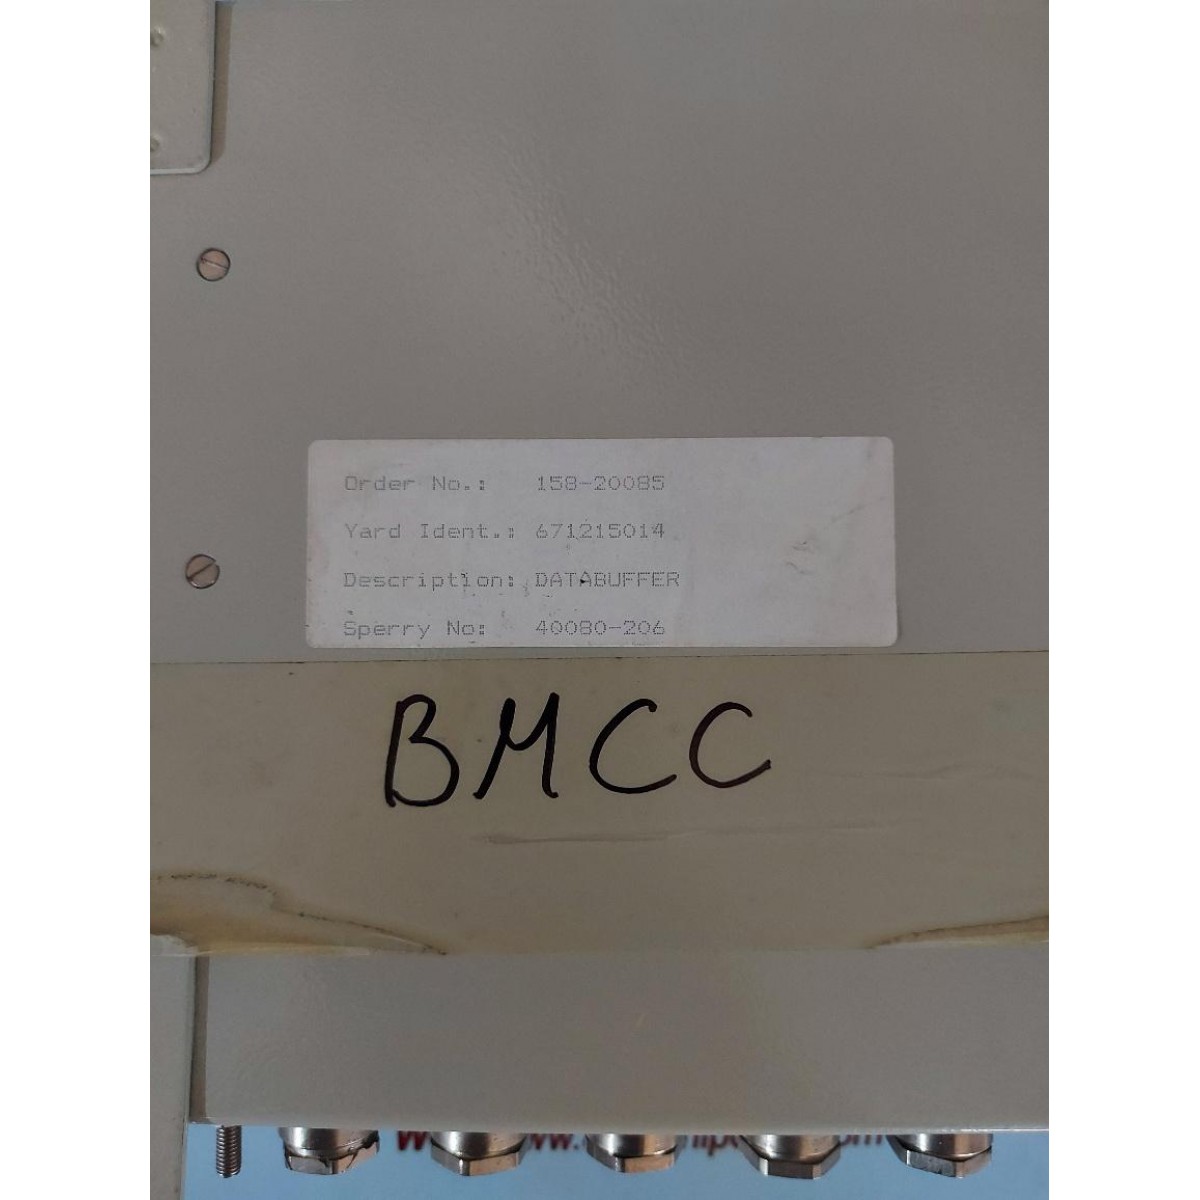 Order No.: 158-20085
Yard Ident.: 671215014
Description: DATABUFFER
Sperry No: 40080-206
BMCC